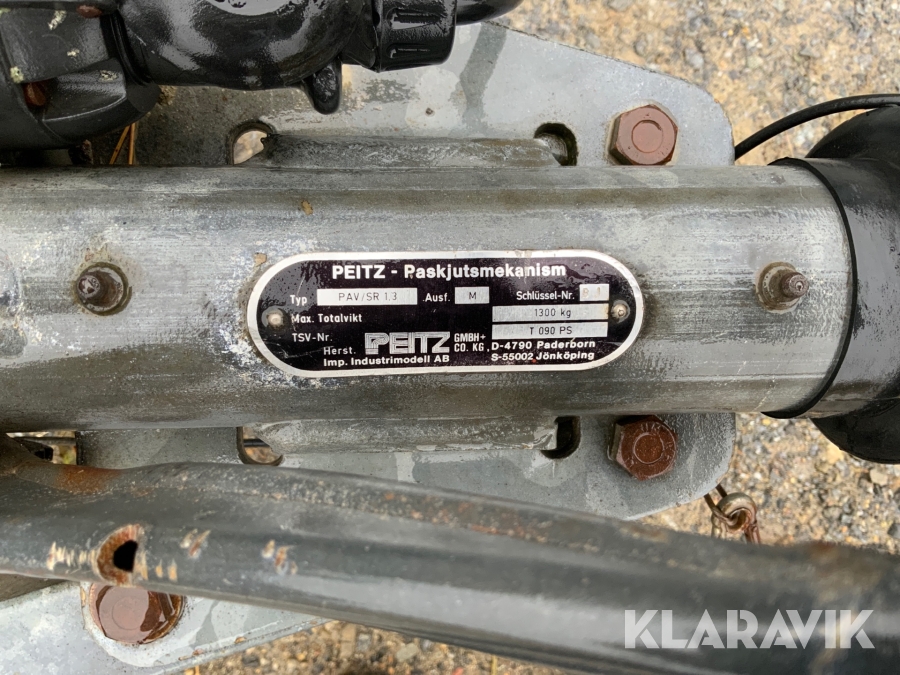 PEITZ - Paskjutsmekanism
Typ PAV/SR 1,3 .Ausf. M Schlüssel-Nr.
Max. Totalvikt 1300 kg
TSV-Nr. T 090 PS
Herst. PEITZ GMBH+ CO. KG, D-4790 Paderborn
Imp. Industrimodell AB S-55002 Jönköping
KLARAVIK